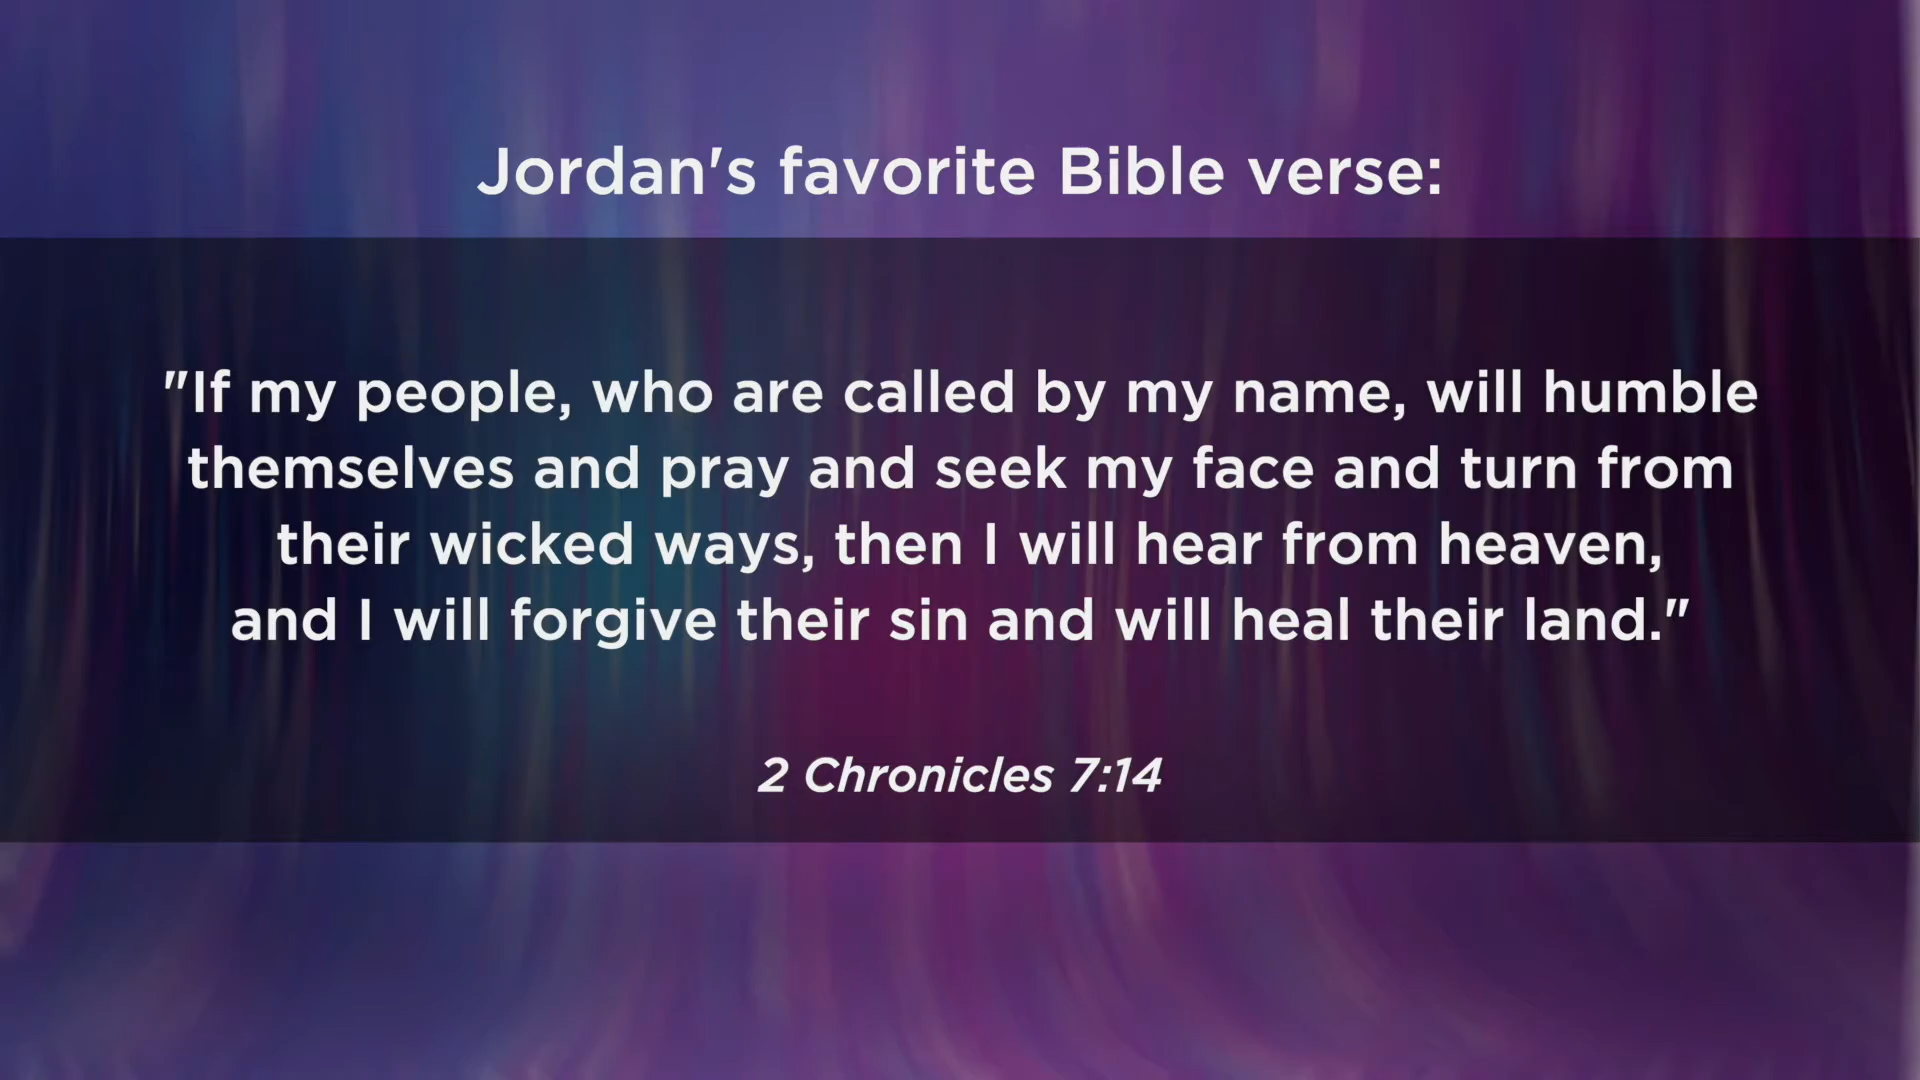 Jordan's favorite Bible verse:
"If my people, who are called by my name, will humble
themselves and pray and seek my face and turn from
their wicked ways, then I will hear from heaven,
and I will forgive their sin and will heal their land."
2 Chronicles 7:14